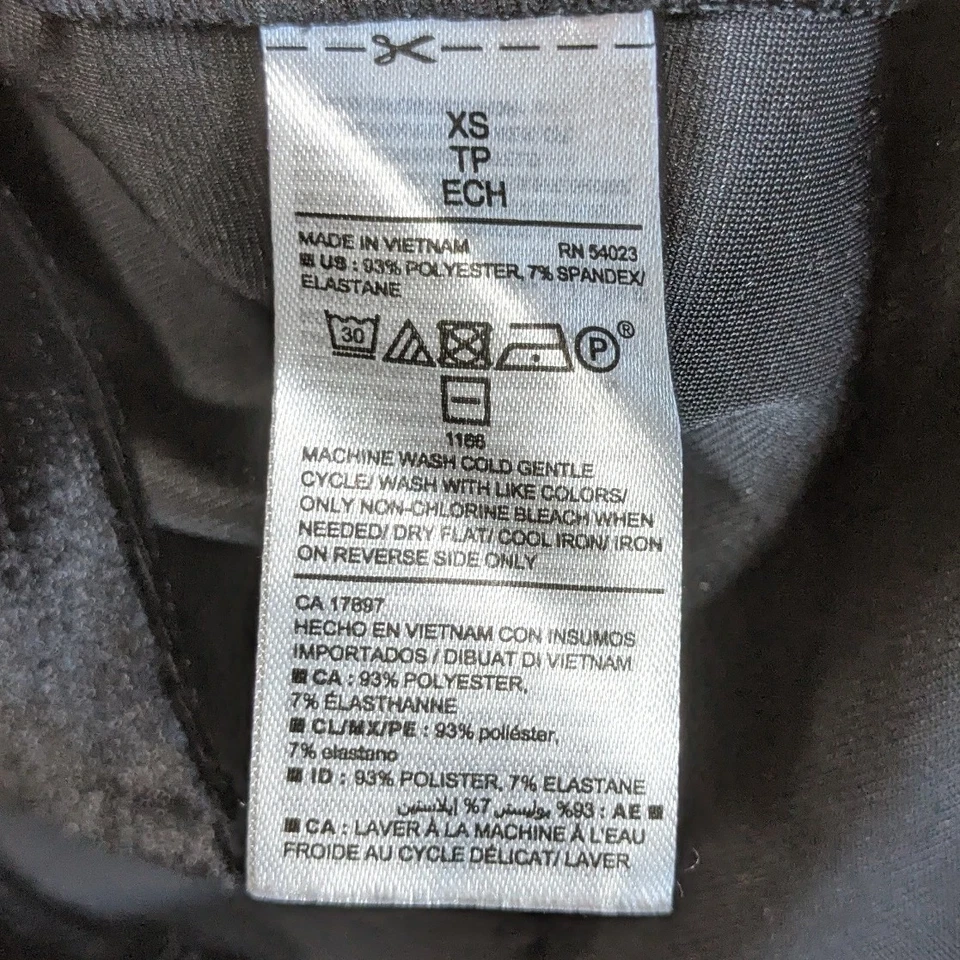 XS
TP
ECH
MADE IN VIETNAM RN 54023
US : 93% POLYESTER, 7% SPANDEX/
ELASTANE
30
P®
1166
MACHINE WASH COLD GENTLE
CYCLE/ WASH WITH LIKE COLORS/
ONLY NON-CHLORINE BLEACH WHEN
NEEDED/ DRY FLAT/ COOL IRON/ IRON
ON REVERSE SIDE ONLY
CA 17897
HECHO EN VIETNAM CON INSUMOS
IMPORTADOS / DIBUAT DI VIETNAM
CA : 93% POLYESTER,
7% ÉLASTHANNE
CL/MX/PE : 93% poliéster,
7% elastano
ID : 93% POLISTER, 7% ELASTANE
AE : 93% بوليستر 7% إيلاستين
CA : LAVER À LA MACHINE À L'EAU
FROIDE AU CYCLE DÉLICAT/ LAVER